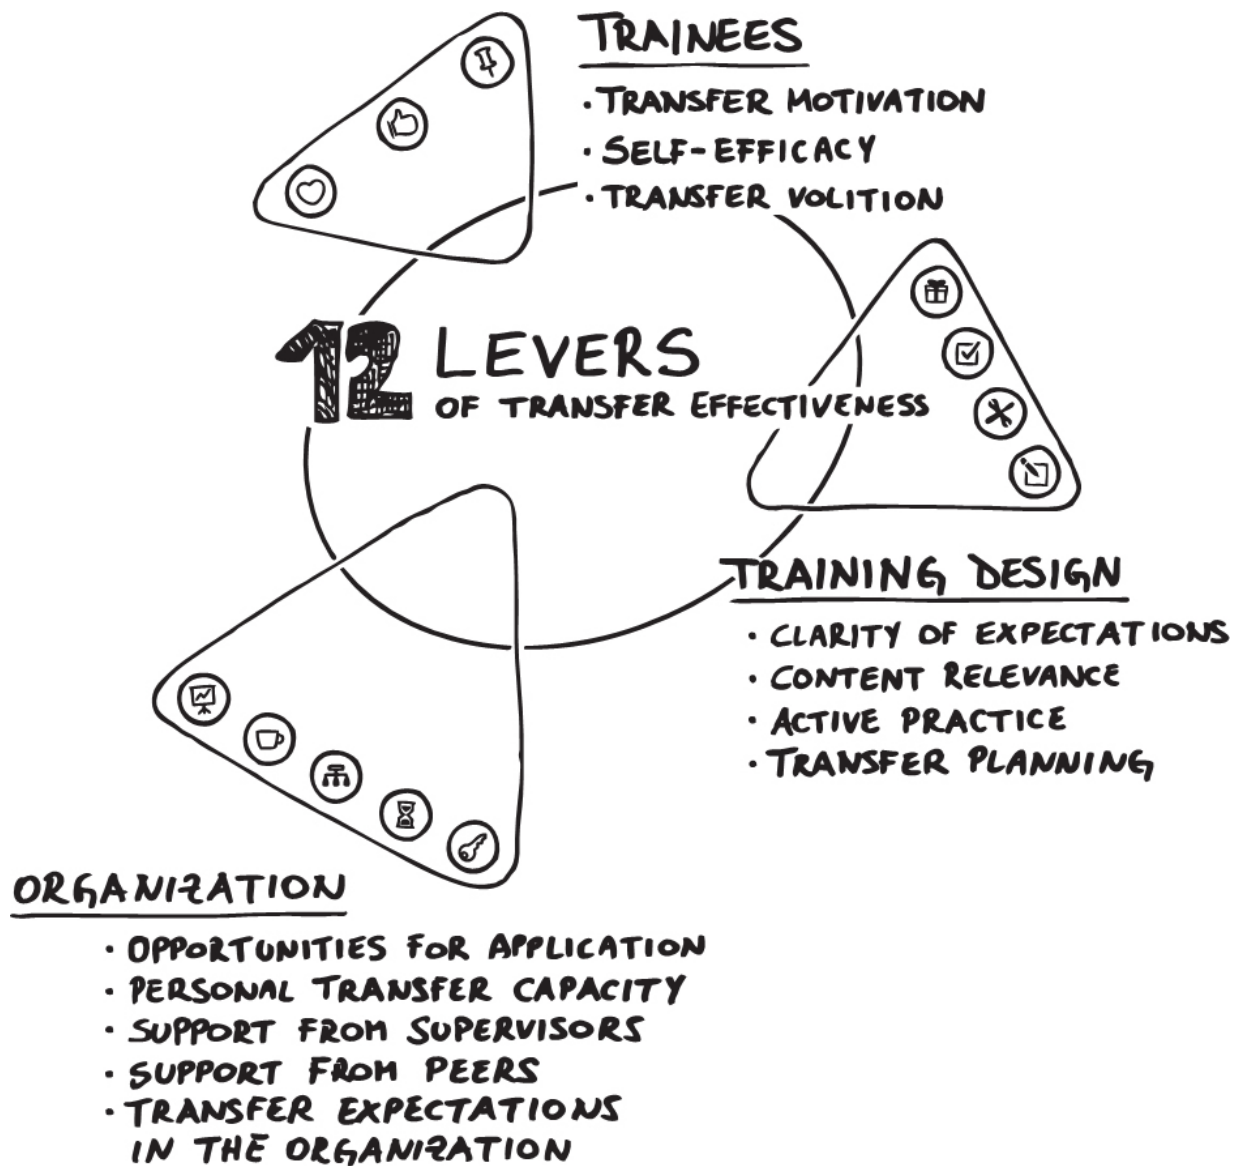 TRAINEES
· TRANSFER MOTIVATION
· SELF-EFFICACY
· TRANSFER VOLITION
12 LEVERS
OF TRANSFER EFFECTIVENESS
TRAINING DESIGN
· CLARITY OF EXPECTATIONS
· CONTENT RELEVANCE
· ACTIVE PRACTICE
· TRANSFER PLANNING
ORGANIZATION
· OPPORTUNITIES FOR APPLICATION
· PERSONAL TRANSFER CAPACITY
· SUPPORT FROM SUPERVISORS
· SUPPORT FROM PEERS
· TRANSFER EXPECTATIONS
IN THE ORGANIZATION